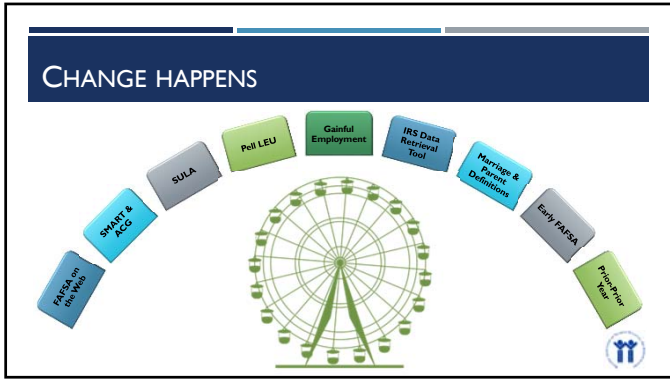 CHANGE HAPPENS
FAFSA on
the Web
SMART &
ACG
SULA
Pell LEU
Gainful
Employment
IRS Data
Retrieval
Tool
Marriage &
Parent
Definitions
Early FAFSA
Prior-Prior
Year